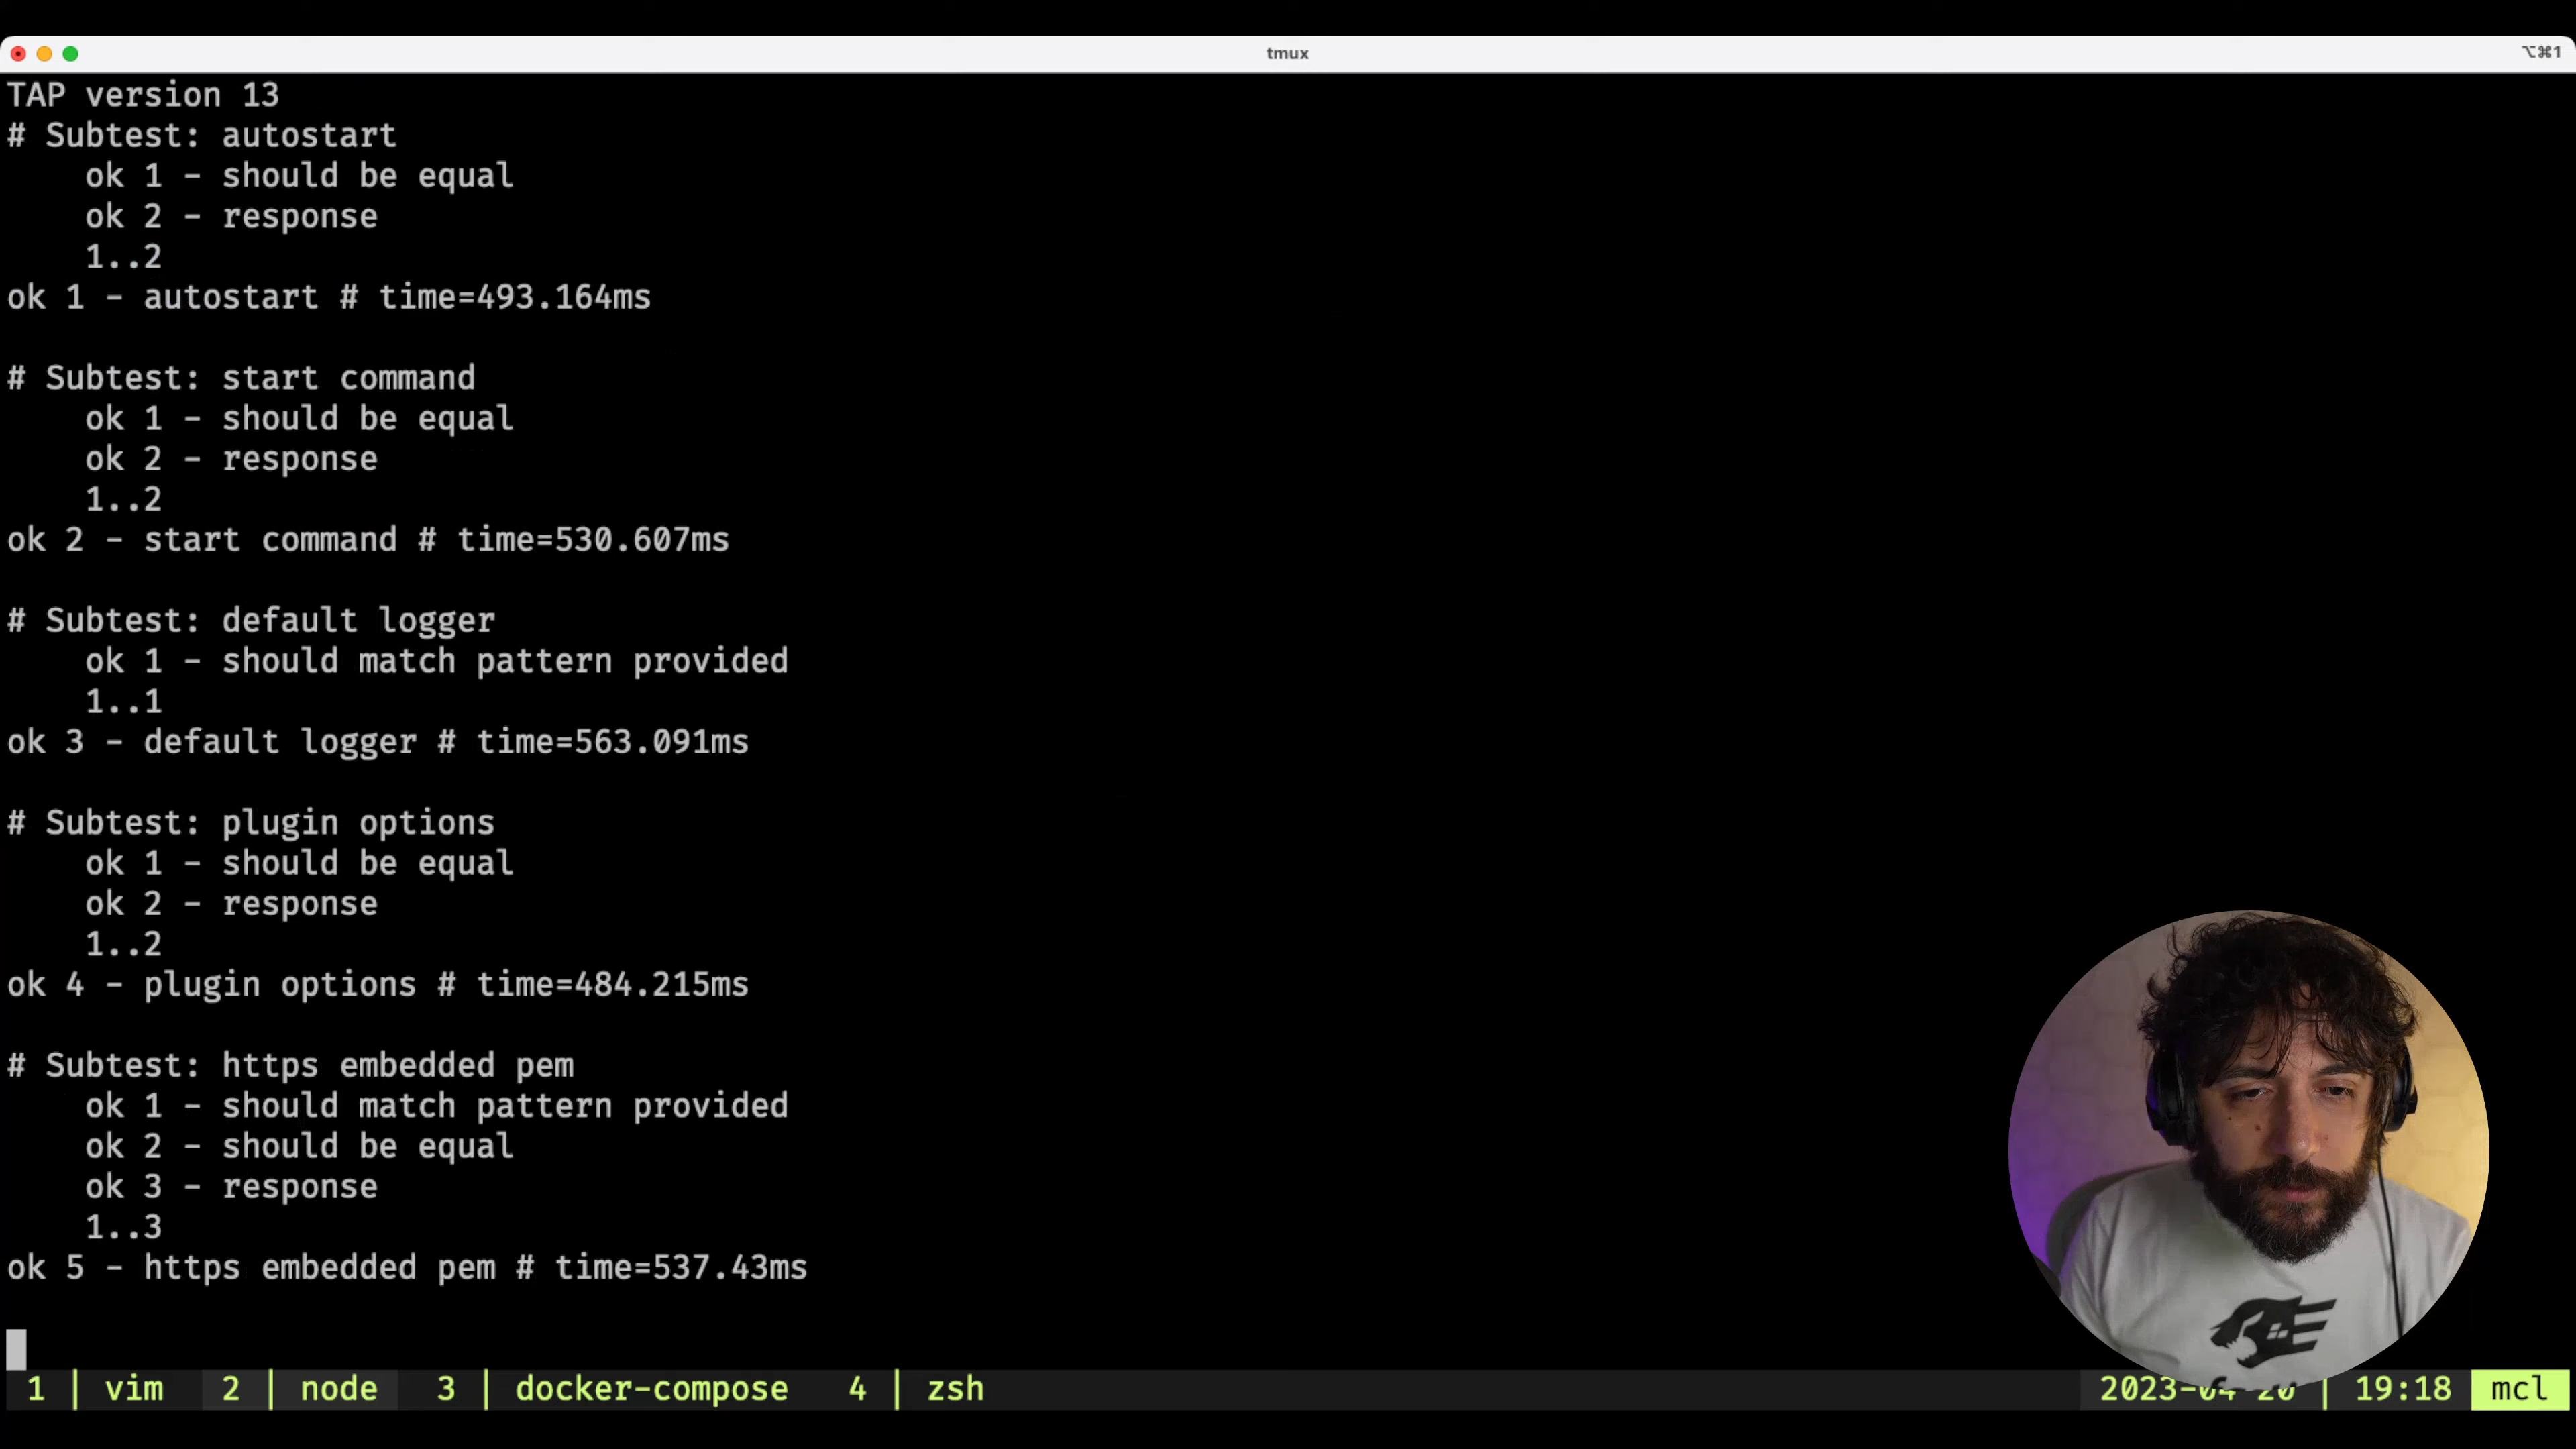 tmux
⌥⌘1
TAP version 13
# Subtest: autostart
ok 1 - should be equal
ok 2 - response
1..2
ok 1 - autostart # time=493.164ms
# Subtest: start command
ok 1 - should be equal
ok 2 - response
1..2
ok 2 - start command # time=530.607ms
# Subtest: default logger
ok 1 - should match pattern provided
1..1
ok 3 - default logger # time=563.091ms
# Subtest: plugin options
ok 1 - should be equal
ok 2 - response
1..2
ok 4 - plugin options # time=484.215ms
# Subtest: https embedded pem
ok 1 - should match pattern provided
ok 2 - should be equal
ok 3 - response
1..3
ok 5 - https embedded pem # time=537.43ms
1 | vim 2 | node 3 | docker-compose 4 | zsh 2023-04-20 | 19:18 mcl